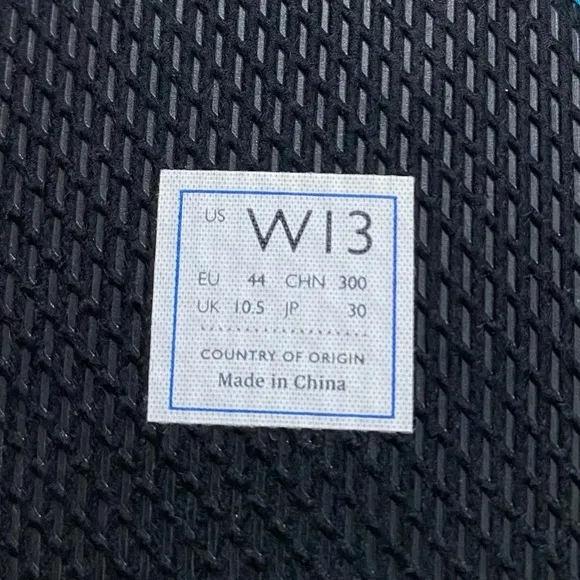 US W13
EU 44 CHN 300
UK 10.5 JP 30
COUNTRY OF ORIGIN
Made in China